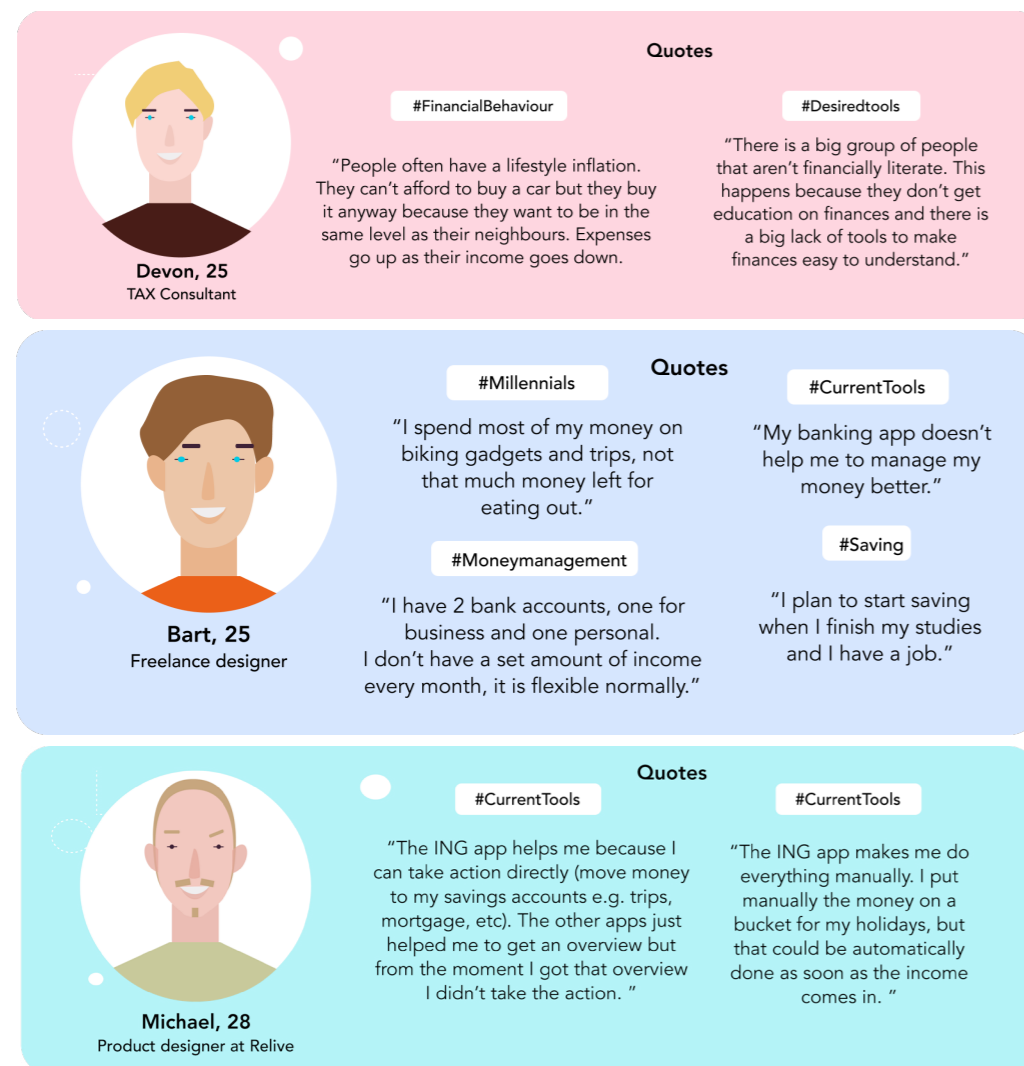 Quotes
#FinancialBehaviour
“People often have a lifestyle inflation.
They can’t afford to buy a car but they buy
it anyway because they want to be in the
same level as their neighbours. Expenses
go up as their income goes down.
#Desiredtools
“There is a big group of people
that aren’t financially literate. This
happens because they don’t get
education on finances and there is
a big lack of tools to make
finances easy to understand.”
Devon, 25
TAX Consultant
Quotes
#Millennials
“I spend most of my money on
biking gadgets and trips, not
that much money left for
eating out.”
#CurrentTools
“My banking app doesn’t
help me to manage my
money better.”
#Moneymanagement
“I have 2 bank accounts, one for
business and one personal.
I don’t have a set amount of income
every month, it is flexible normally.”
#Saving
“I plan to start saving
when I finish my studies
and I have a job.”
Bart, 25
Freelance designer
Quotes
#CurrentTools
“The ING app helps me because I
can take action directly (move money
to my savings accounts e.g. trips,
mortgage, etc). The other apps just
helped me to get an overview but
from the moment I got that overview
I didn’t take the action. ”
#CurrentTools
“The ING app makes me do
everything manually. I put
manually the money on a
bucket for my holidays, but
that could be automatically
done as soon as the income
comes in. ”
Michael, 28
Product designer at Relive